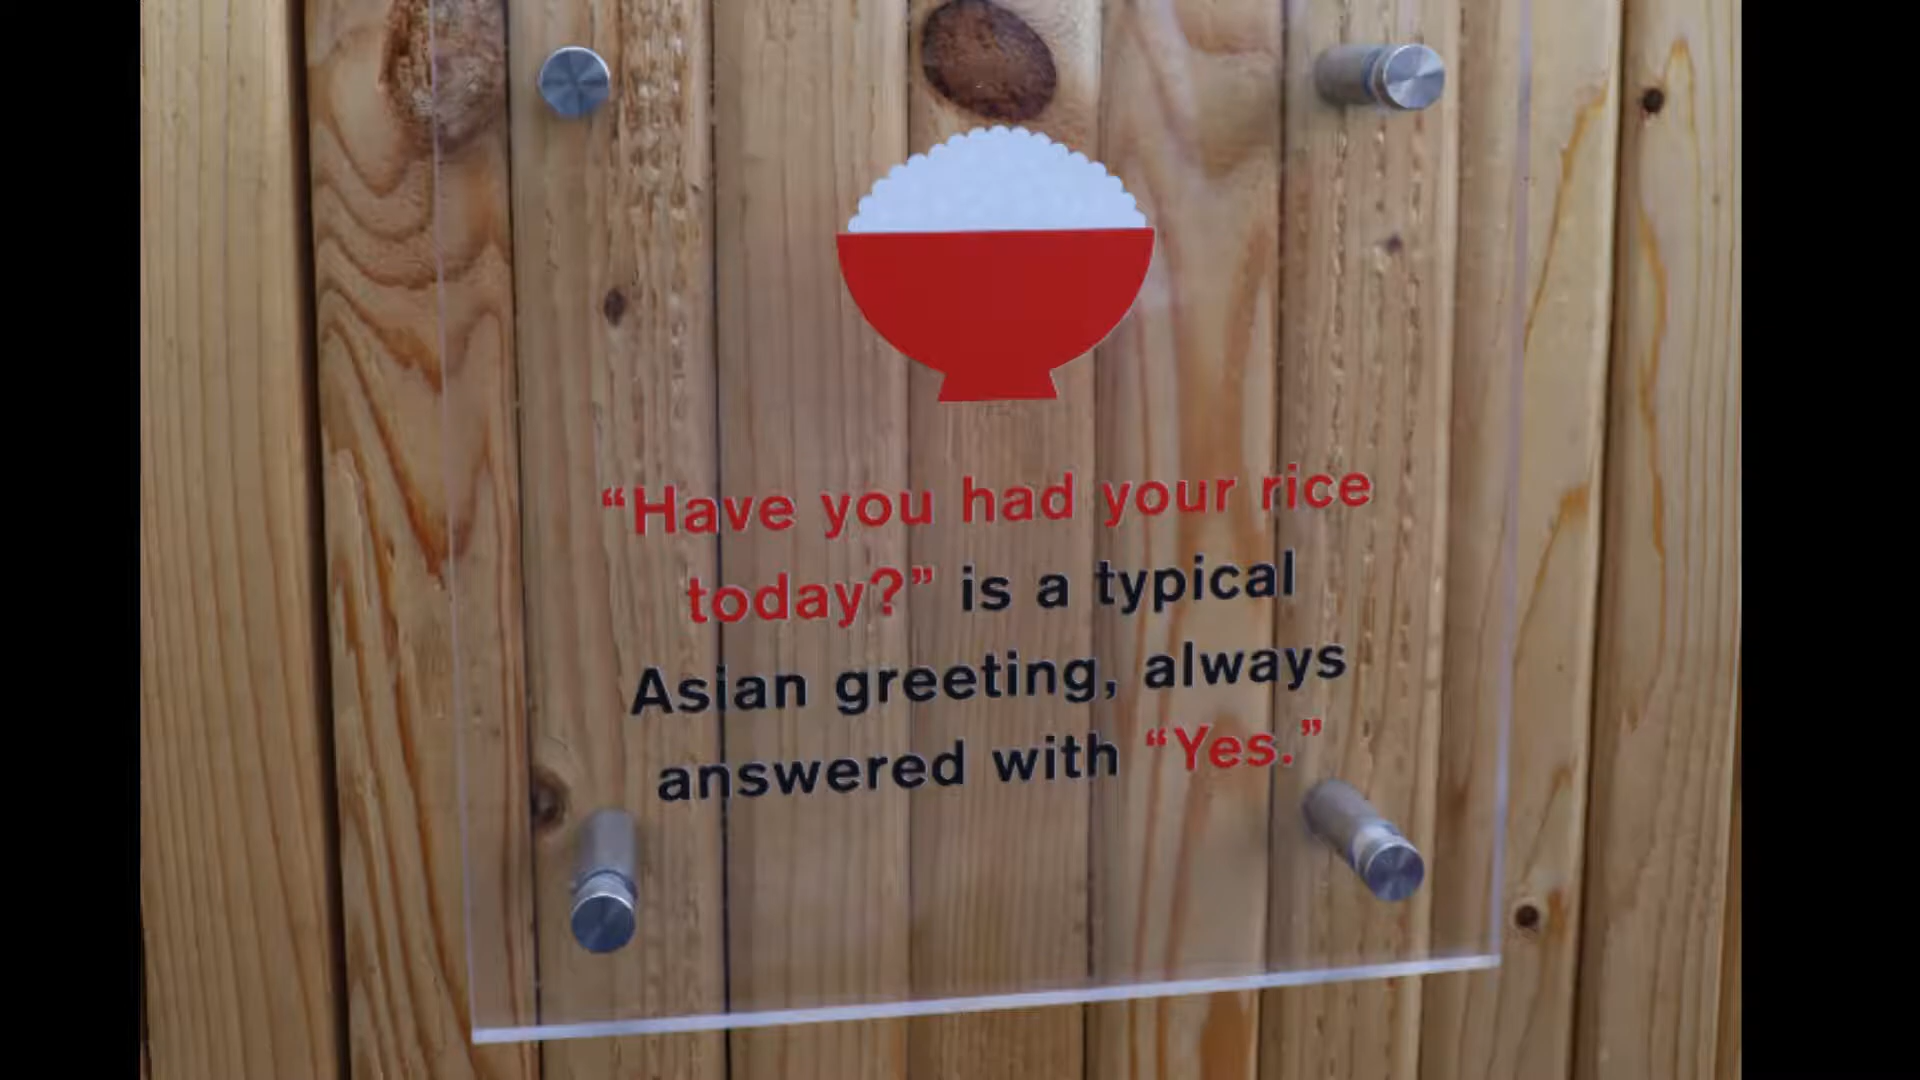 “Have you had your rice
today?” is a typical
Asian greeting, always
answered with “Yes.”